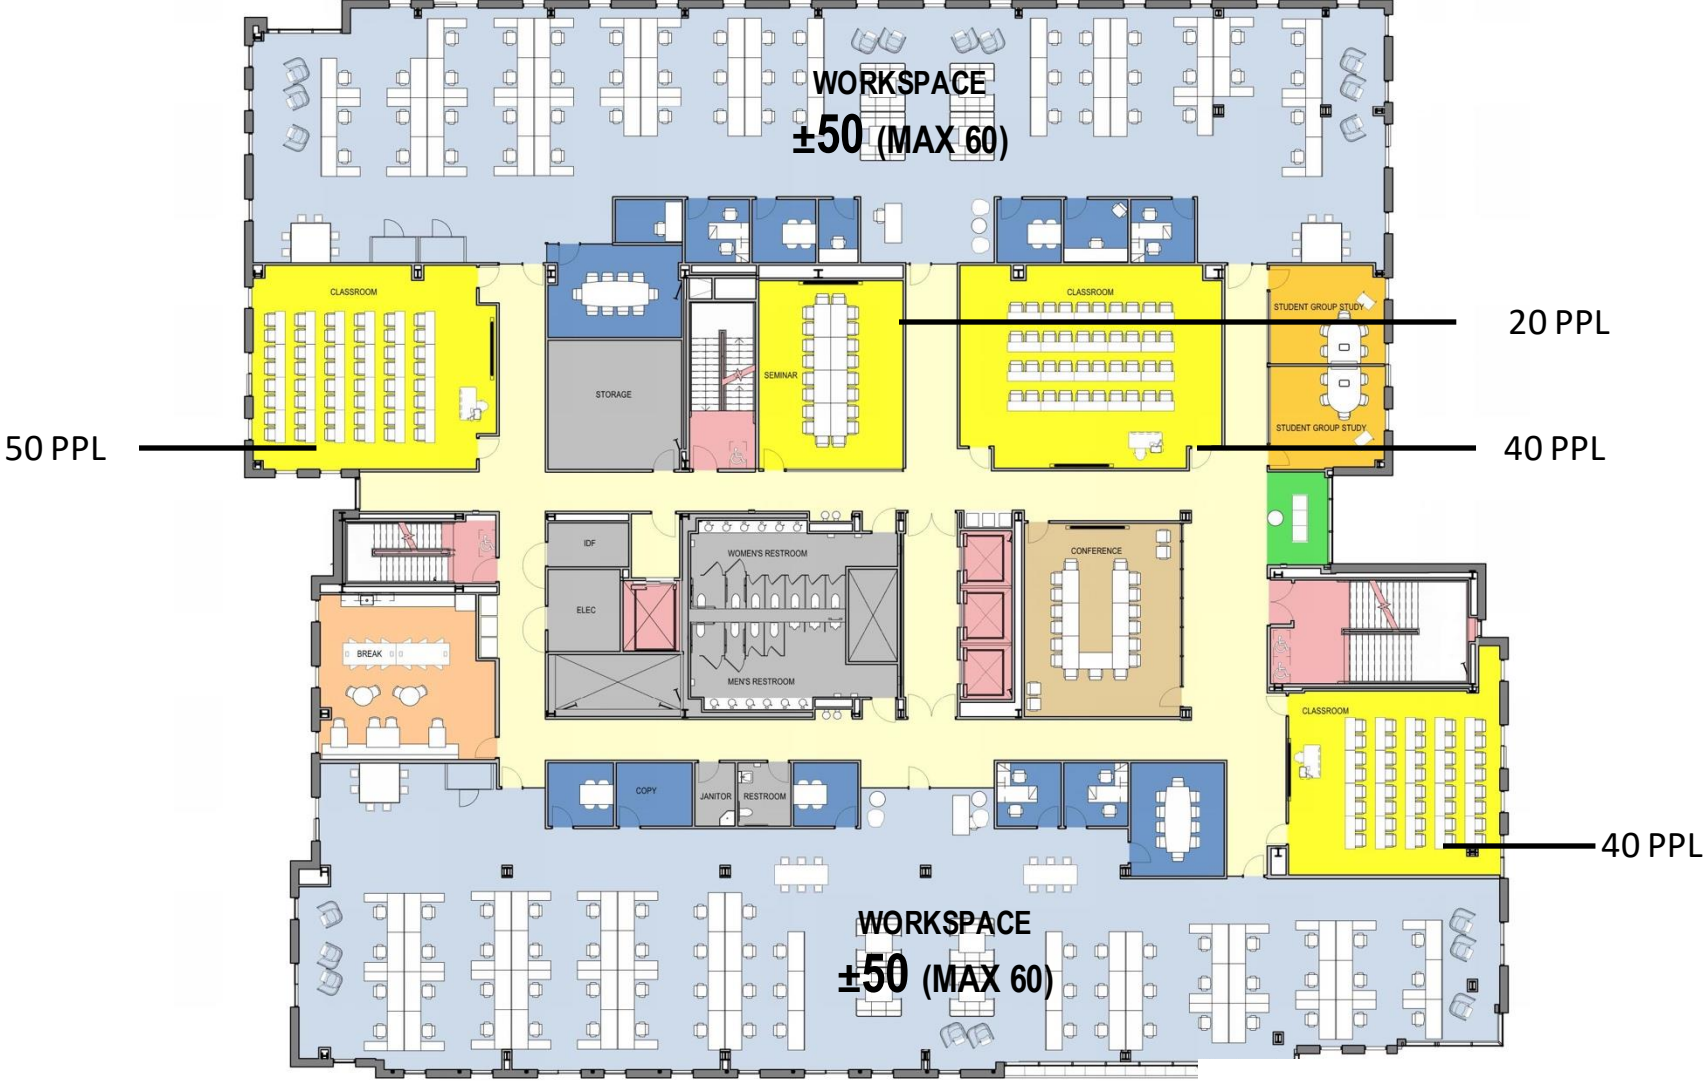 WORKSPACE
±50 (MAX 60)
CLASSROOM
CLASSROOM
STUDENT GROUP STUDY
20 PPL
SEMINAR
STORAGE
STUDENT GROUP STUDY
50 PPL
40 PPL
IDF
WOMEN'S RESTROOM
CONFERENCE
ELEC
BREAK
MEN'S RESTROOM
CLASSROOM
COPY
JANITOR
RESTROOM
40 PPL
WORKSPACE
±50 (MAX 60)